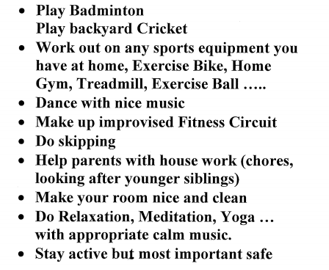 • Play Badminton
Play backyard Cricket
• Work out on any sports equipment you
have at home, Exercise Bike, Home
Gym, Treadmill, Exercise Ball …..
• Dance with nice music
• Make up improvised Fitness Circuit
• Do skipping
• Help parents with house work (chores,
looking after younger siblings)
• Make your room nice and clean
• Do Relaxation, Meditation, Yoga …
with appropriate calm music.
• Stay active but most important safe